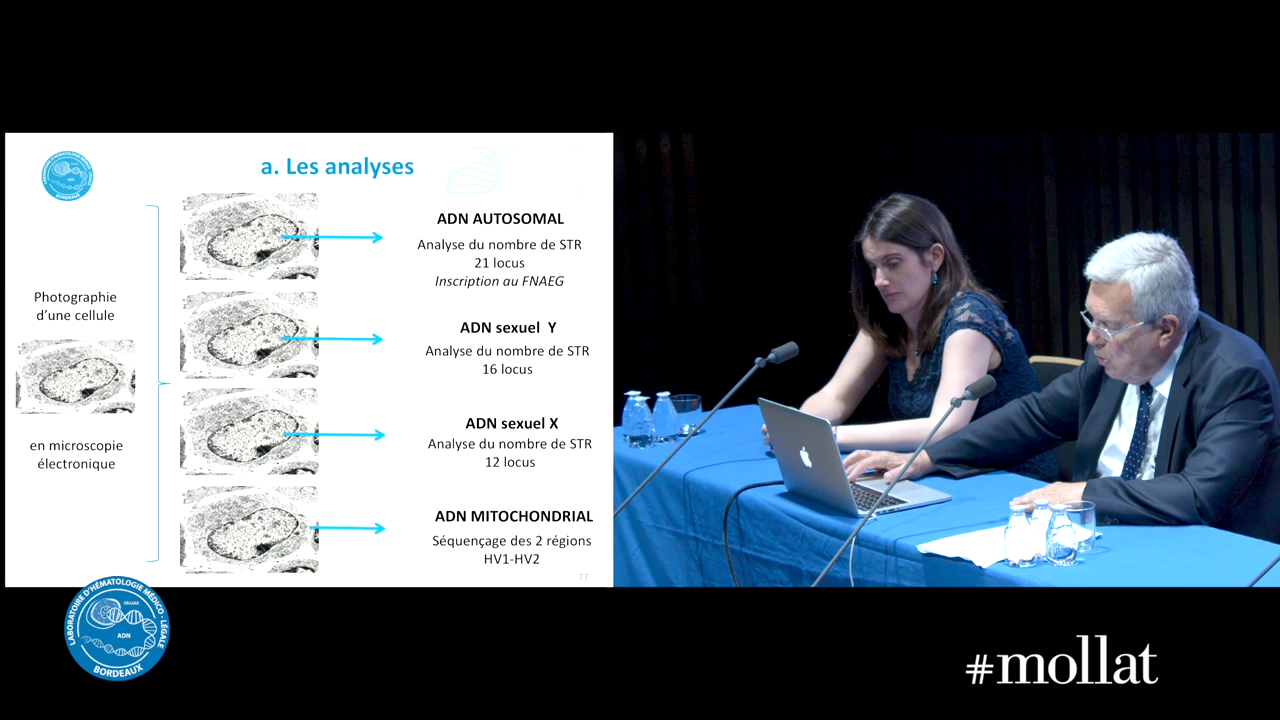 a. Les analyses
Photographie
d'une cellule
en microscopie
électronique
ADN AUTOSOMAL
Analyse du nombre de STR
21 locus
Inscription au FNAEG
ADN sexuel Y
Analyse du nombre de STR
16 locus
ADN sexuel X
Analyse du nombre de STR
12 locus
ADN MITOCHONDRIAL
Séquençage des 2 régions
HV1-HV2
77
LABORATOIRE D'HÉMATOLOGIE MÉDICO-LÉGALE
CELLULE
ADN
BORDEAUX
#mollat